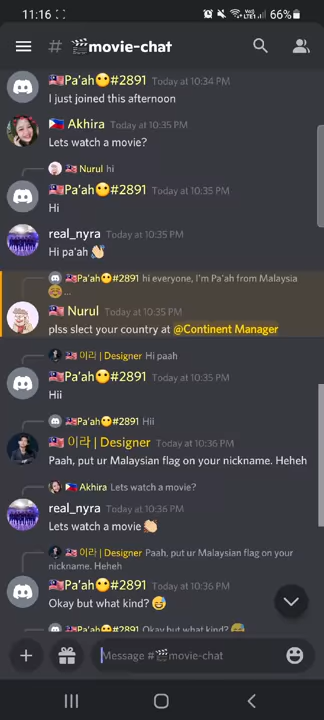 11:16
66%
# 🎬movie-chat
🇲🇾Pa'ah😶#2891 Today at 10:34 PM
I just joined this afternoon
🇵🇭 Akhira Today at 10:35 PM
Lets watch a movie?
🇲🇾 Nurul hi
🇲🇾Pa'ah😶#2891 Today at 10:35 PM
Hi
real_nyra Today at 10:35 PM
Hi pa'ah 👏🏻
🇲🇾Pa'ah😶#2891 hi everyone, I'm Pa'ah from Malaysia
😅...
🇲🇾 Nurul Today at 10:35 PM
plss slect your country at @Continent Manager
🇲🇾 이라 | Designer Hi paah
🇲🇾Pa'ah😶#2891 Today at 10:35 PM
Hii
🇲🇾Pa'ah😶#2891 Hii
🇲🇾 이라 | Designer Today at 10:36 PM
Paah, put ur Malaysian flag on your nickname. Heheh
🇵🇭 Akhira Lets watch a movie?
real_nyra Today at 10:36 PM
Lets watch a movie👏🏻
🇲🇾 이라 | Designer Paah, put ur Malaysian flag on your
nickname. Heheh
🇲🇾Pa'ah😶#2891 Today at 10:36 PM
Okay but what kind? 😅
🇲🇾Pa'ah😶#2891 Okay but what kind? 😅
Message #🎬movie-chat